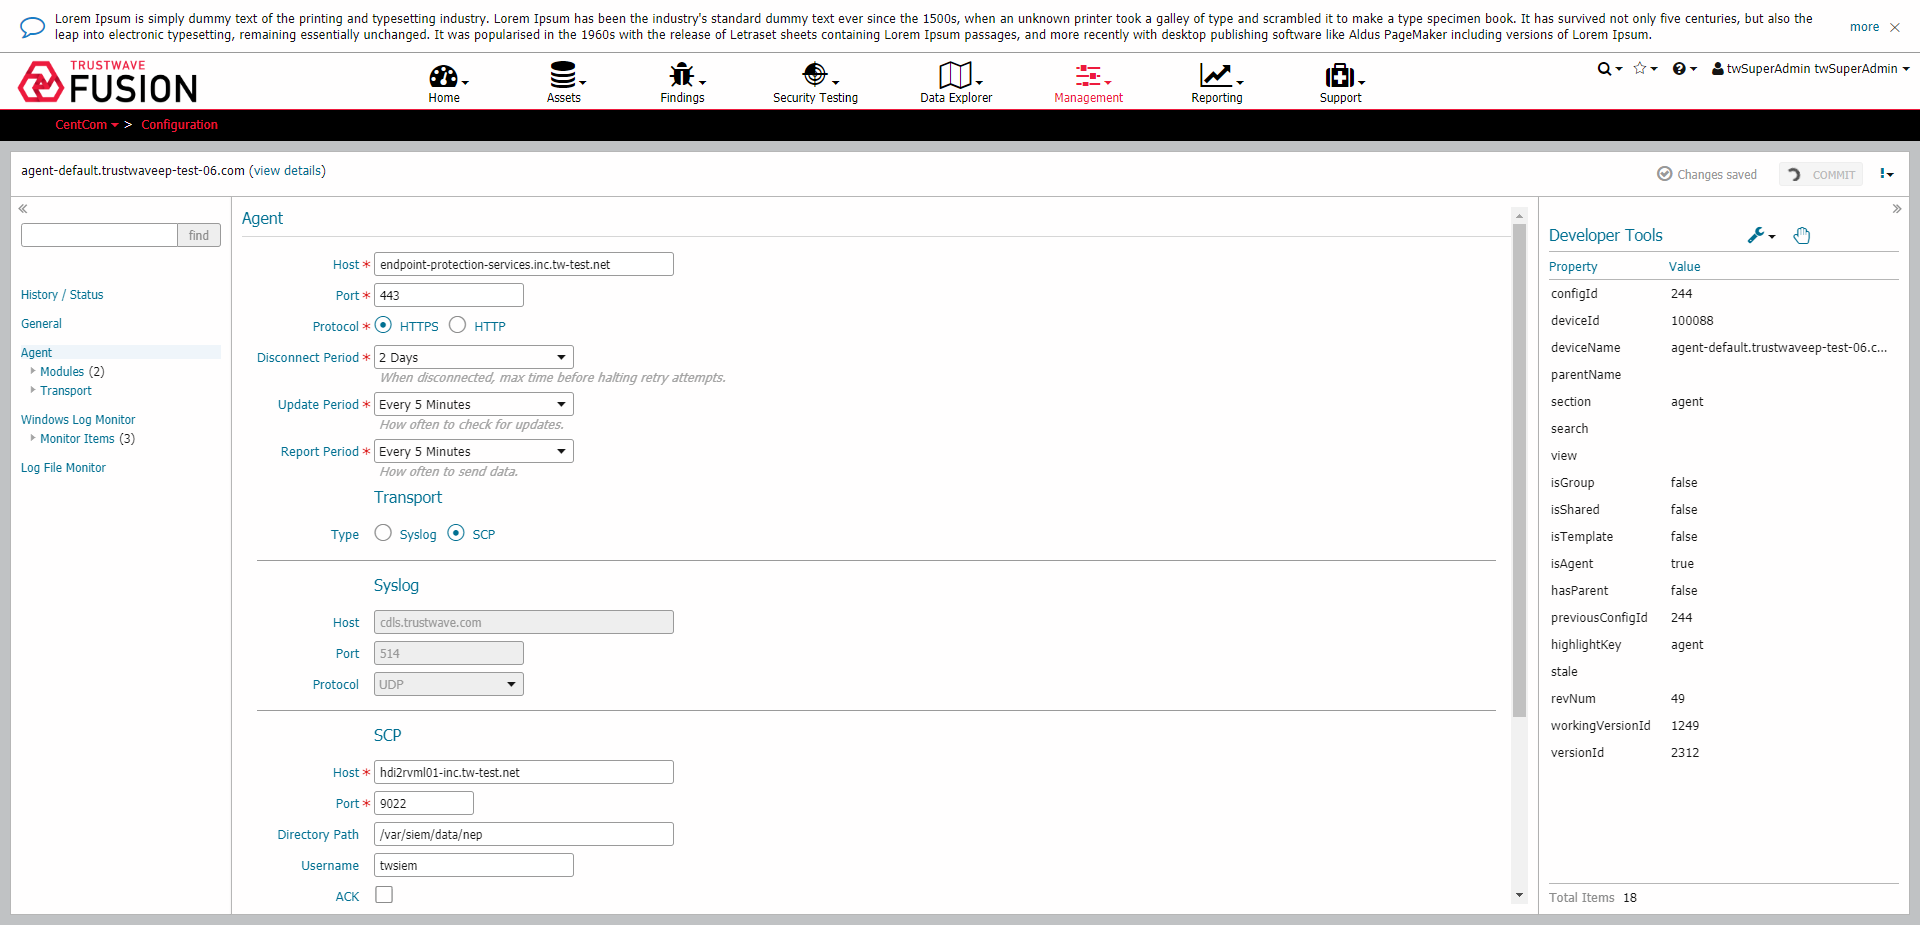 Lorem Ipsum is simply dummy text of the printing and typesetting industry. Lorem Ipsum has been the industry's standard dummy text ever since the 1500s, when an unknown printer took a galley of type and scrambled it to make a type specimen book. It has survived not only five centuries, but also the
leap into electronic typesetting, remaining essentially unchanged. It was popularised in the 1960s with the release of Letraset sheets containing Lorem Ipsum passages, and more recently with desktop publishing software like Aldus PageMaker including versions of Lorem Ipsum.
more
TRUSTWAVE
FUSION
Home
Assets
Findings
Security Testing
Data Explorer
Management
Reporting
Support
twSuperAdmin twSuperAdmin
CentCom > Configuration
agent-default.trustwaveep-test-06.com (view details)
Changes saved
COMMIT
find
History / Status
General
Agent
Modules (2)
Transport
Windows Log Monitor
Monitor Items (3)
Log File Monitor
Agent
Host * endpoint-protection-services.inc.tw-test.net
Port * 443
Protocol * HTTPS HTTP
Disconnect Period * 2 Days
When disconnected, max time before halting retry attempts.
Update Period * Every 5 Minutes
How often to check for updates.
Report Period * Every 5 Minutes
How often to send data.
Transport
Type Syslog SCP
Syslog
Host cdls.trustwave.com
Port 514
Protocol UDP
SCP
Host * hdi2rvml01-inc.tw-test.net
Port * 9022
Directory Path /var/siem/data/nep
Username twsiem
ACK
Developer Tools
Property Value
configId 244
deviceId 100088
deviceName agent-default.trustwaveep-test-06.c...
parentName
section agent
search
view
isGroup false
isShared false
isTemplate false
isAgent true
hasParent false
previousConfigId 244
highlightKey agent
stale
revNum 49
workingVersionId 1249
versionId 2312
Total Items 18